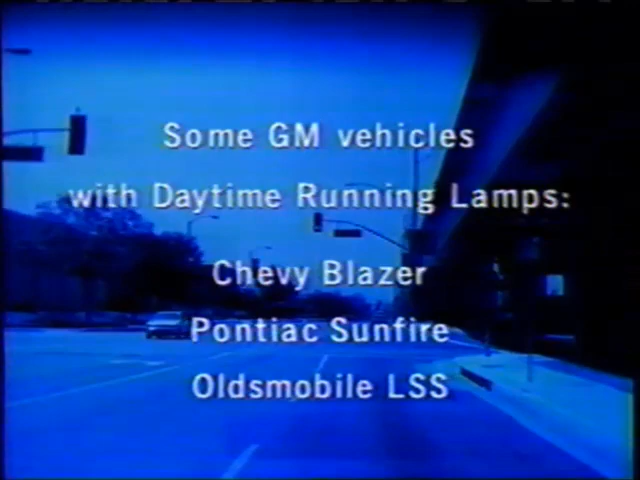 Some GM vehicles
with Daytime Running Lamps:
Chevy Blazer
Pontiac Sunfire
Oldsmobile LSS